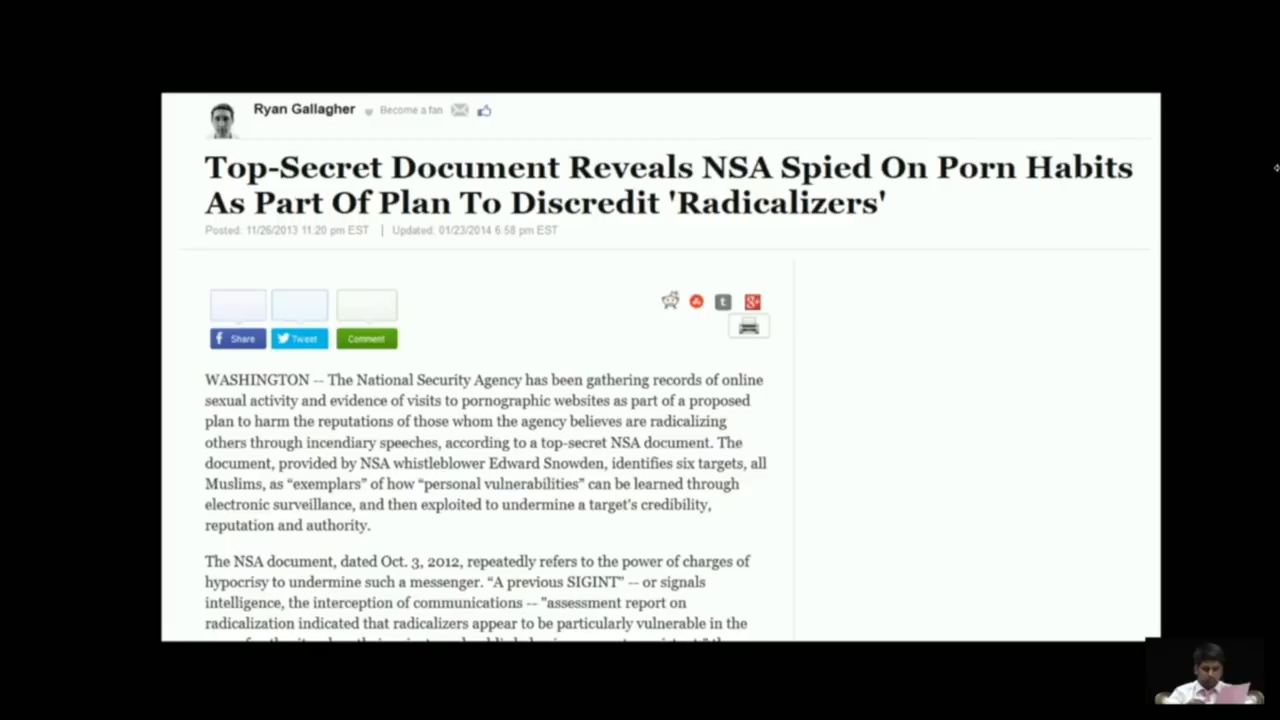 Ryan Gallagher Become a fan
Top-Secret Document Reveals NSA Spied On Porn Habits
As Part Of Plan To Discredit 'Radicalizers'
Posted: 11/26/2013 11:20 pm EST | Updated: 01/23/2014 6:58 pm EST
f Share Tweet Comment
t g+
WASHINGTON -- The National Security Agency has been gathering records of online
sexual activity and evidence of visits to pornographic websites as part of a proposed
plan to harm the reputations of those whom the agency believes are radicalizing
others through incendiary speeches, according to a top-secret NSA document. The
document, provided by NSA whistleblower Edward Snowden, identifies six targets, all
Muslims, as “exemplars” of how “personal vulnerabilities” can be learned through
electronic surveillance, and then exploited to undermine a target's credibility,
reputation and authority.
The NSA document, dated Oct. 3, 2012, repeatedly refers to the power of charges of
hypocrisy to undermine such a messenger. “A previous SIGINT" -- or signals
intelligence, the interception of communications -- "assessment report on
radicalization indicated that radicalizers appear to be particularly vulnerable in the